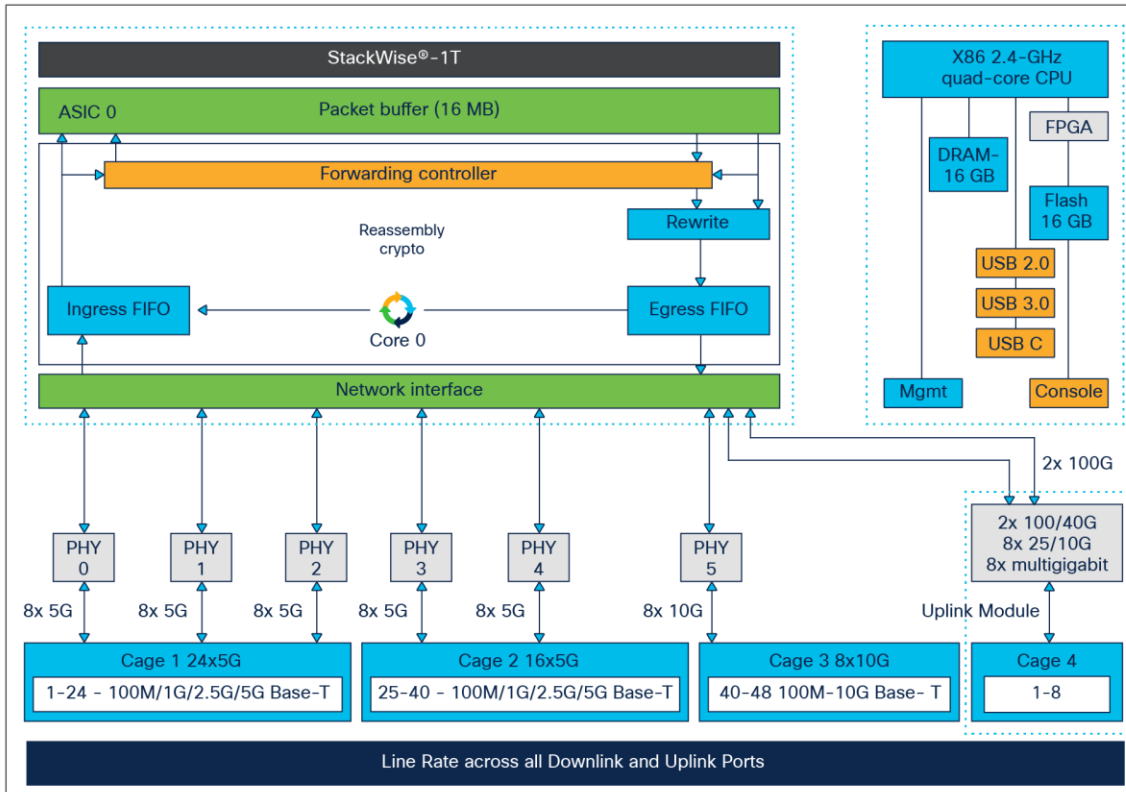 StackWise®-1T
ASIC 0
Packet buffer (16 MB)
Forwarding controller
Reassembly
crypto
Rewrite
Ingress FIFO
Core 0
Egress FIFO
Network interface
X86 2.4-GHz
quad-core CPU
FPGA
DRAM-
16 GB
Flash
16 GB
USB 2.0
USB 3.0
USB C
Mgmt
Console
2x 100G
PHY
0
PHY
1
PHY
2
PHY
3
PHY
4
PHY
5
2x 100/40G
8x 25/10G
8x multigigabit
8x 5G
8x 5G
8x 5G
8x 5G
8x 5G
8x 10G
Uplink Module
Cage 1 24x5G
1-24 - 100M/1G/2.5G/5G Base-T
Cage 2 16x5G
25-40 - 100M/1G/2.5G/5G Base-T
Cage 3 8x10G
40-48 100M-10G Base- T
Cage 4
1-8
Line Rate across all Downlink and Uplink Ports